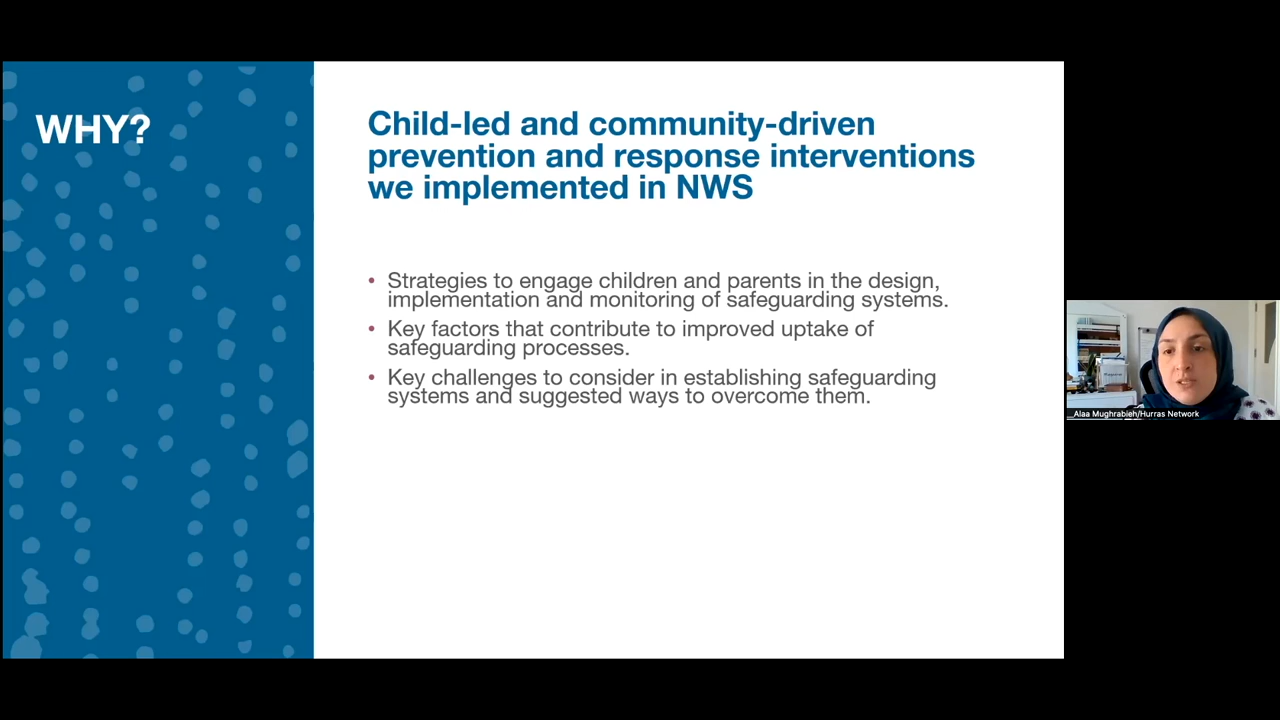 WHY?
Child-led and community-driven
prevention and response interventions
we implemented in NWS
• Strategies to engage children and parents in the design,
implementation and monitoring of safeguarding systems.
• Key factors that contribute to improved uptake of
safeguarding processes.
• Key challenges to consider in establishing safeguarding
systems and suggested ways to overcome them.
Alaa Mughrabieh/Hurras Network